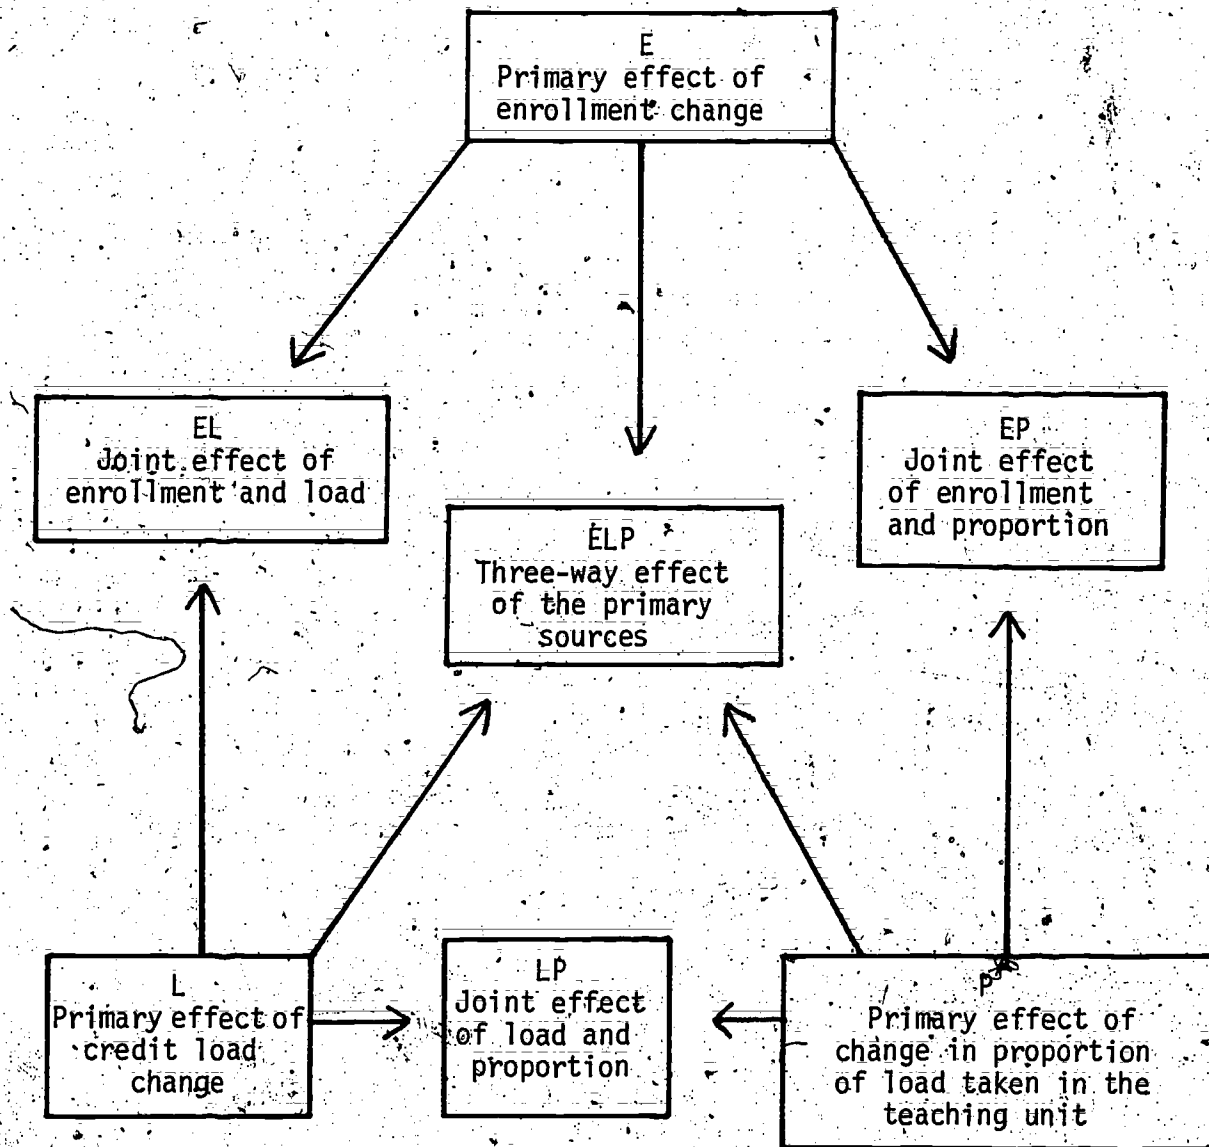 E
Primary effect of
enrollment change
EL
Joint effect of
enrollment and load
EP
Joint effect
of enrollment
and proportion
ELP
Three-way effect
of the primary
sources
L
Primary effect of
credit load
change
LP
Joint effect
of load and
proportion
P
Primary effect of
change in proportion
of load taken in the
teaching unit